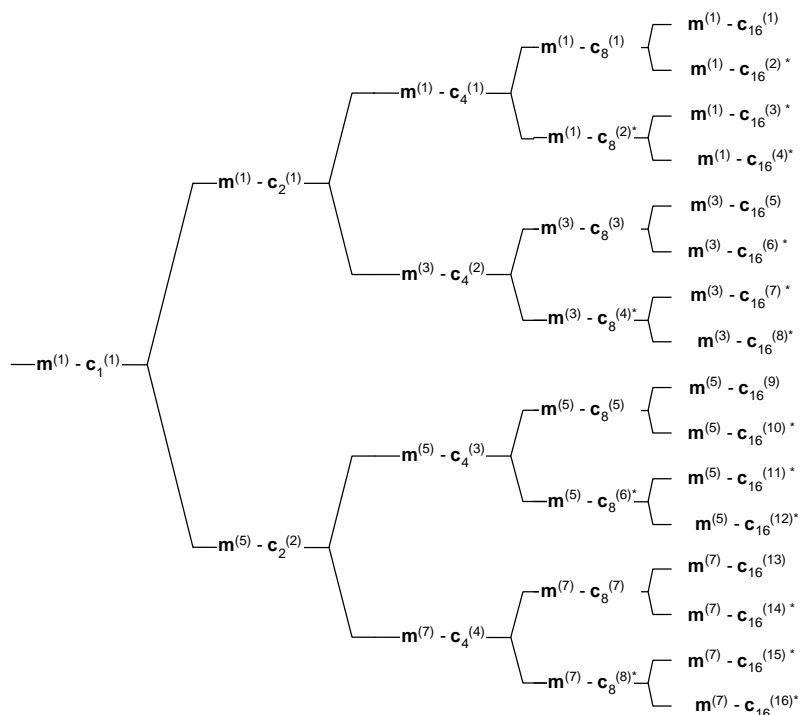 m(1) - c16(1)
m(1) - c8(1)
m(1) - c16(2) *
m(1) - c4(1)
m(1) - c16(3) *
m(1) - c8(2)*
m(1) - c16(4)*
m(1) - c2(1)
m(3) - c16(5)
m(3) - c8(3)
m(3) - c16(6) *
m(3) - c4(2)
m(3) - c16(7) *
m(3) - c8(4)*
m(3) - c16(8)*
m(1) - c1(1)
m(5) - c16(9)
m(5) - c8(5)
m(5) - c16(10) *
m(5) - c4(3)
m(5) - c16(11) *
m(5) - c8(6)*
m(5) - c16(12)*
m(5) - c2(2)
m(7) - c16(13)
m(7) - c8(7)
m(7) - c16(14) *
m(7) - c4(4)
m(7) - c16(15) *
m(7) - c8(8)*
m(7) - c16(16)*